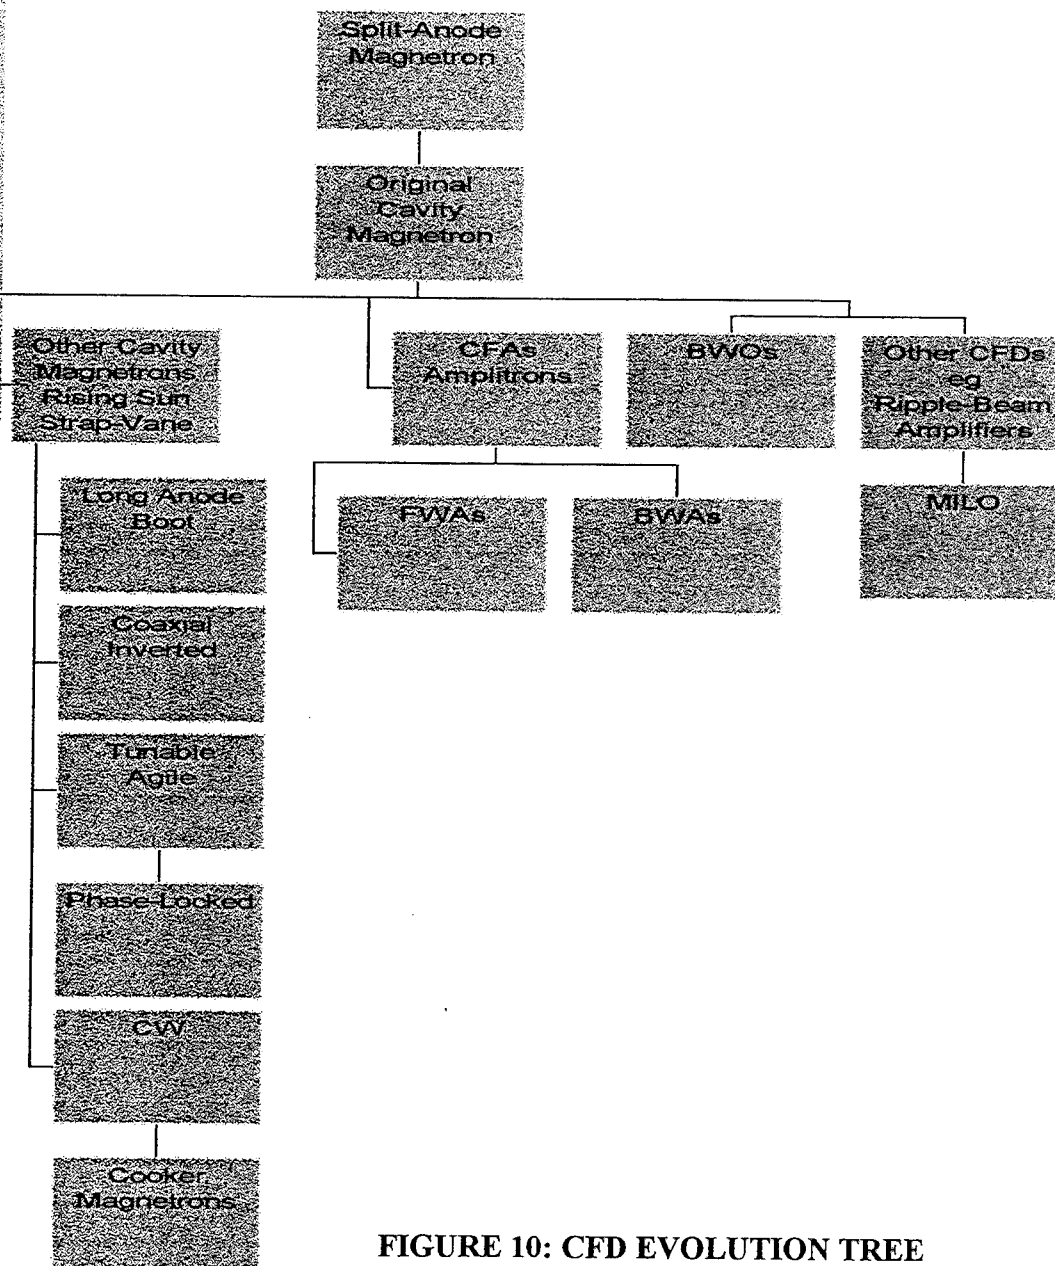 Split-Anode
Magnetron
Original
Cavity
Magnetron
Other Cavity
Magnetrons
Rising Sun
Strap-Vane
CFAs
Amplitrons
BWOs
Other CFDs
eg
Ripple-Beam
Amplifiers
Long Anode
Boot
FWAs
BWAs
MILO
Coaxial
Inverted
Tunable
Agile
Phase-Locked
CW
Cooker
Magnetrons
FIGURE 10: CFD EVOLUTION TREE